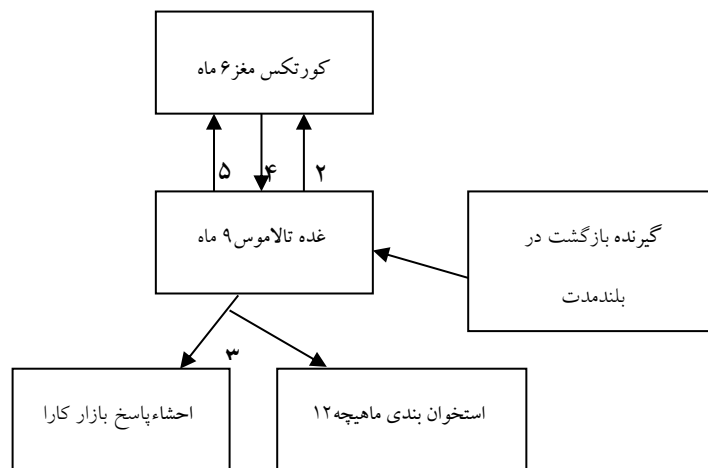 کورتکس مغز۶ ماه
۵ ۴ ۲
غده تالاموس۹ ماه
گیرنده بازگشت در
بلندمدت
۳
استخوان بندی ماهیچه۱۲
احشاءپاسخ بازار کارا